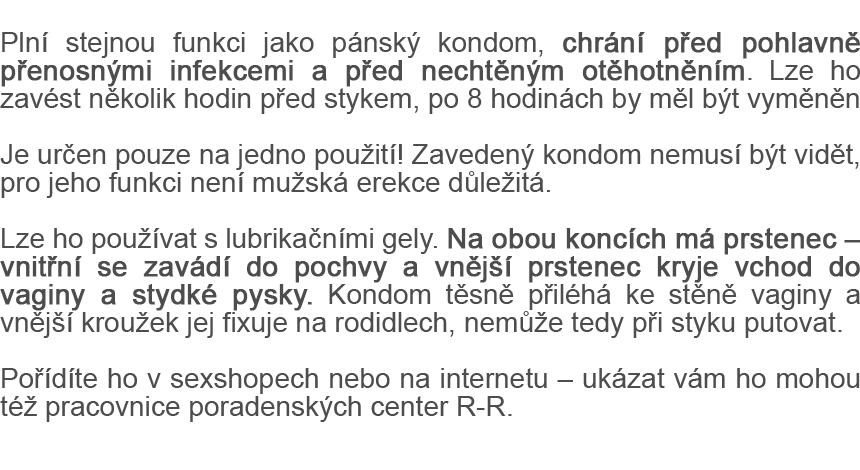 Plní stejnou funkci jako pánský kondom, chrání před pohlavně
přenosnými infekcemi a před nechtěným otěhotněním. Lze ho
zavést několik hodin před stykem, po 8 hodinách by měl být vyměněn
Je určen pouze na jedno použití! Zavedený kondom nemusí být vidět,
pro jeho funkci není mužská erekce důležitá.
Lze ho používat s lubrikačními gely. Na obou koncích má prstenec –
vnitřní se zavádí do pochvy a vnější prstenec kryje vchod do
vaginy a stydké pysky. Kondom těsně přiléhá ke stěně vaginy a
vnější kroužek jej fixuje na rodidlech, nemůže tedy při styku putovat.
Pořídíte ho v sexshopech nebo na internetu – ukázat vám ho mohou
též pracovnice poradenských center R-R.